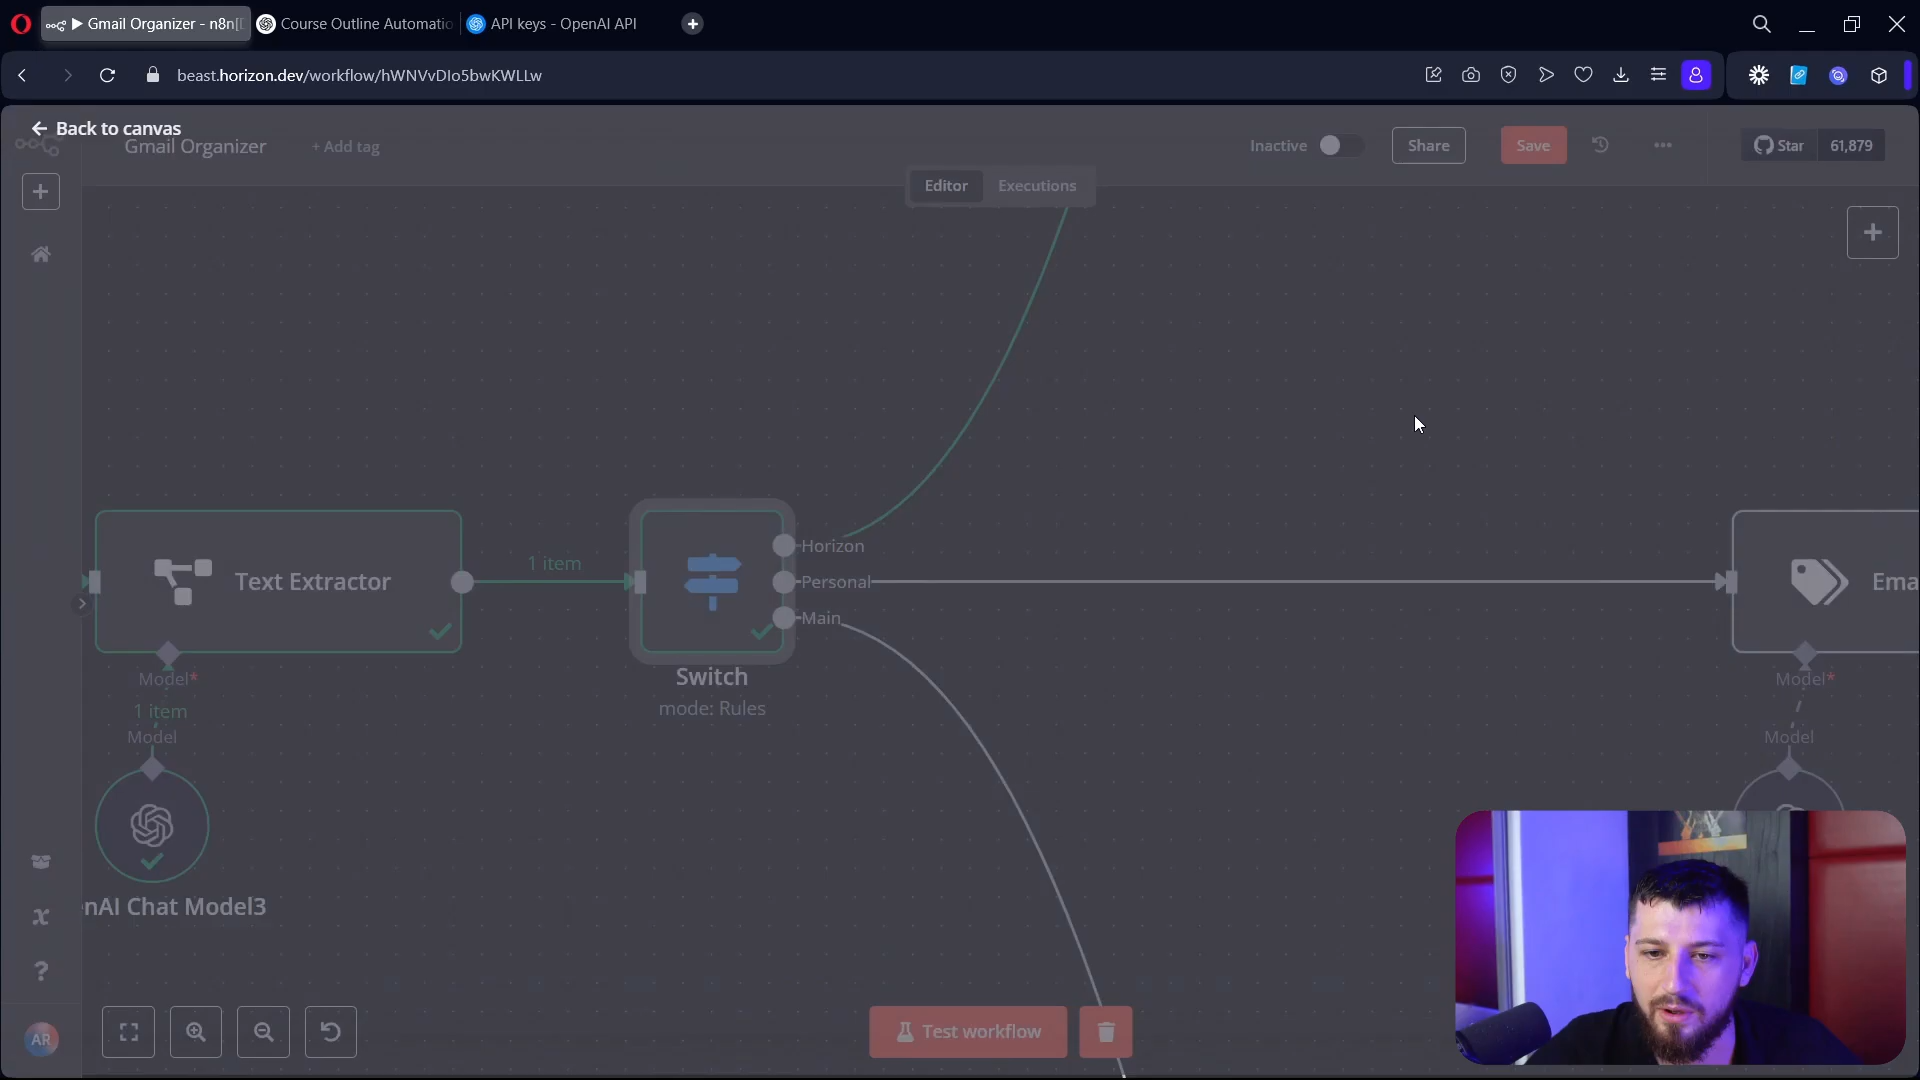 Gmail Organizer - n8n[
Course Outline Automatio
API keys - OpenAI API
beast.horizon.dev/workflow/hWNVvDIo5bwKWLLw
Back to canvas
Gmail Organizer
+ Add tag
Inactive
Share
Save
Star
61,879
Editor
Executions
Text Extractor
1 item
Horizon
Personal
Main
Switch
mode: Rules
Model*
1 item
Model
nAI Chat Model3
Ema
Model*
Model
Test workflow
AR